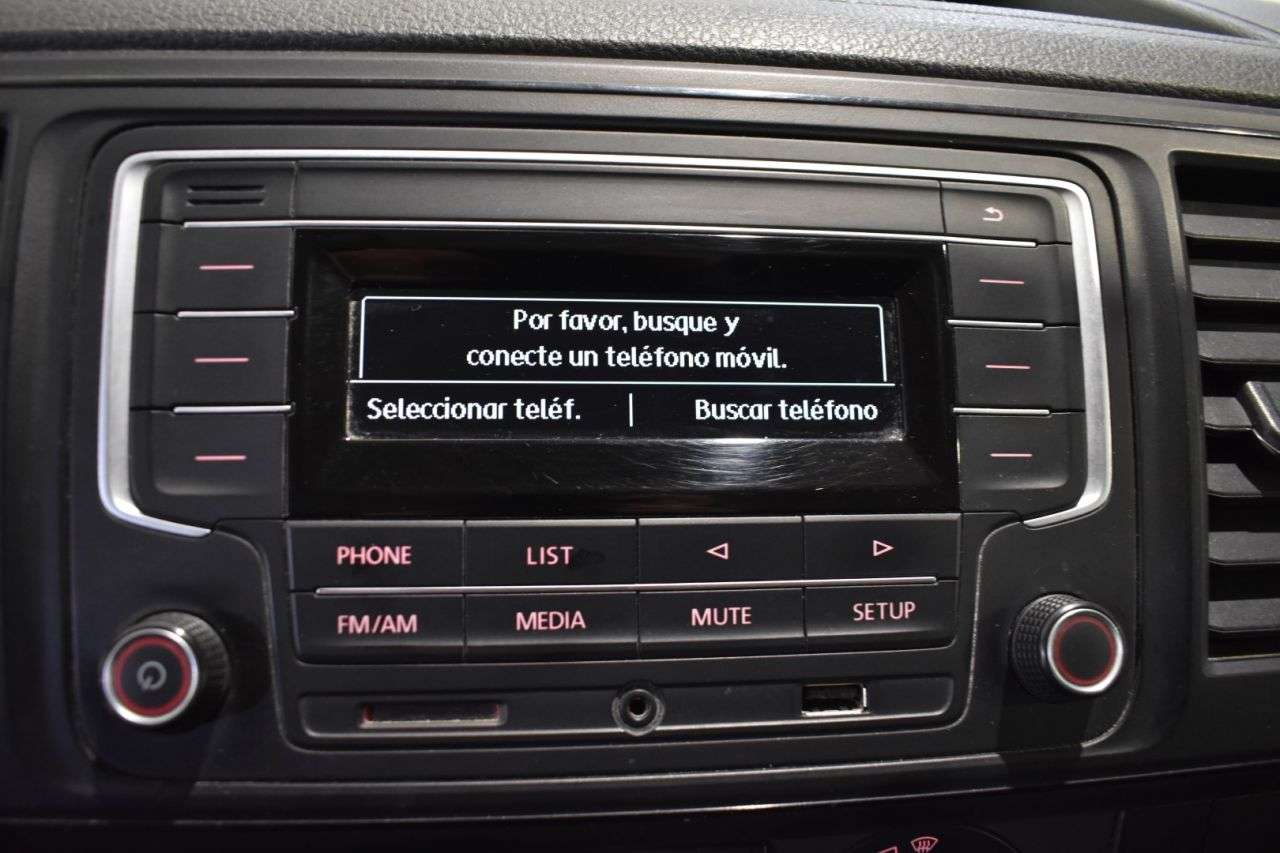 Por favor, busque y
conecte un teléfono móvil.
Seleccionar teléf. | Buscar teléfono
PHONE LIST
FM/AM MEDIA MUTE SETUP